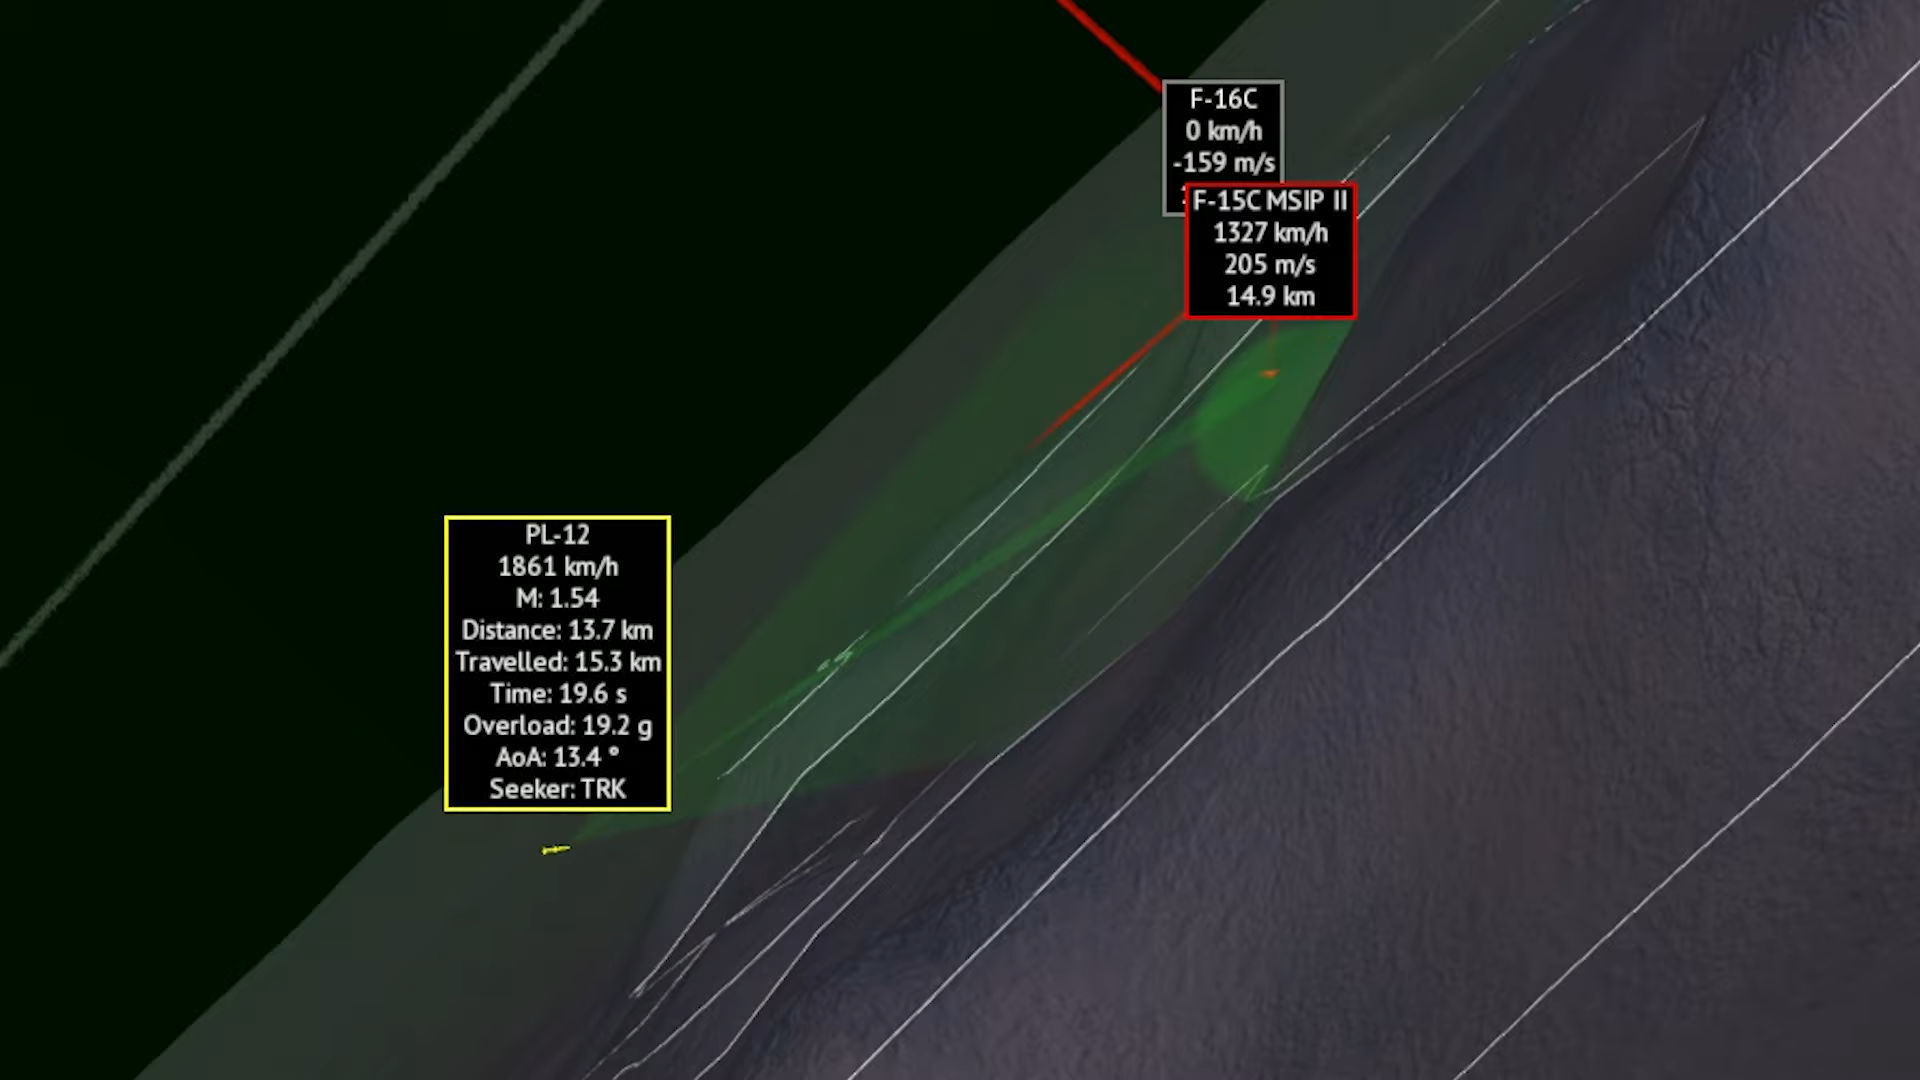 F-16C
0 km/h
-159 m/s
F-15C MSIP II
1327 km/h
205 m/s
14.9 km
PL-12
1861 km/h
M: 1.54
Distance: 13.7 km
Travelled: 15.3 km
Time: 19.6 s
Overload: 19.2 g
AoA: 13.4 °
Seeker: TRK